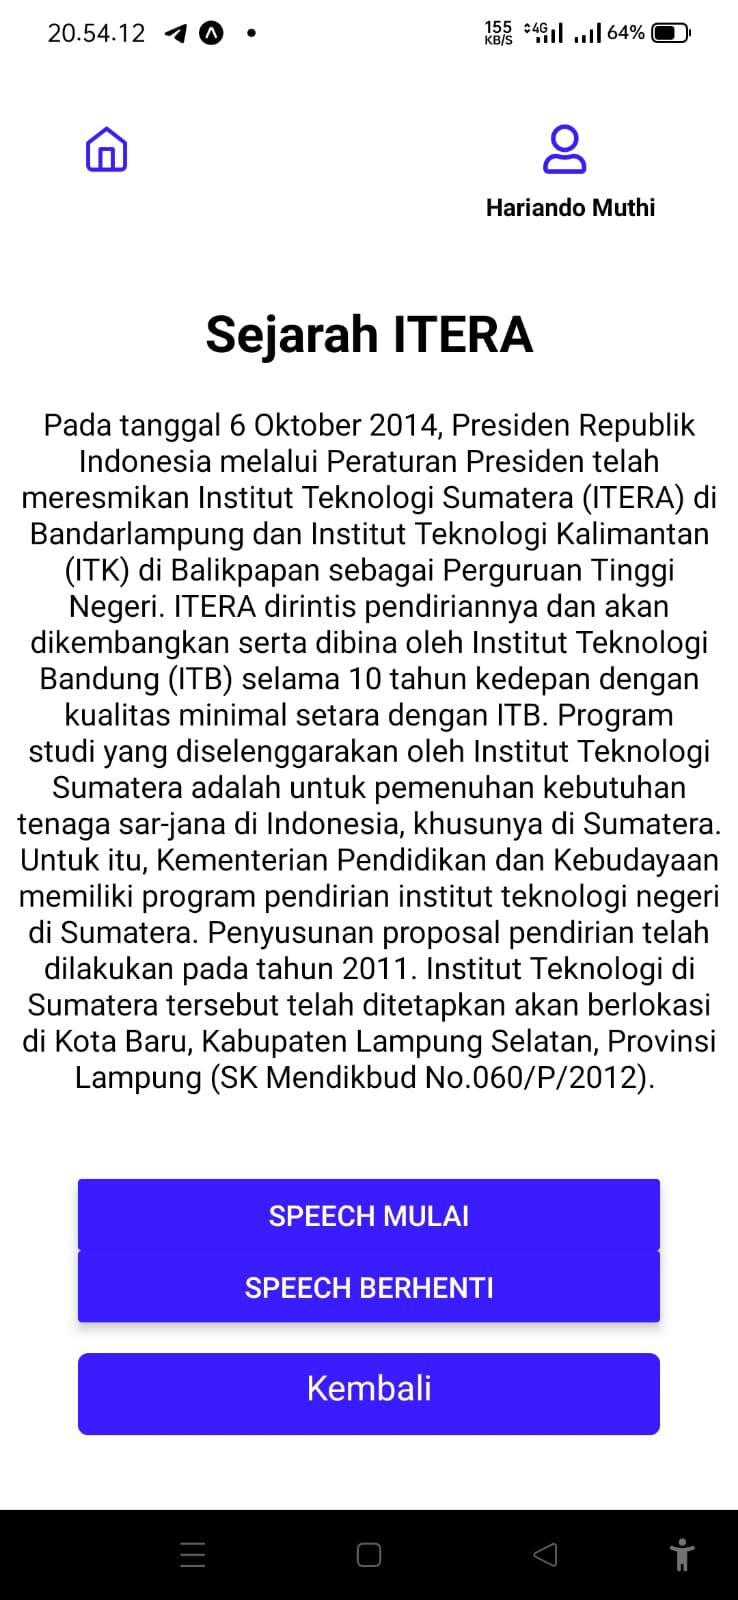 20.54.12
155 KB/S 4G 64%
Hariando Muthi
Sejarah ITERA
Pada tanggal 6 Oktober 2014, Presiden Republik
Indonesia melalui Peraturan Presiden telah
meresmikan Institut Teknologi Sumatera (ITERA) di
Bandarlampung dan Institut Teknologi Kalimantan
(ITK) di Balikpapan sebagai Perguruan Tinggi
Negeri. ITERA dirintis pendiriannya dan akan
dikembangkan serta dibina oleh Institut Teknologi
Bandung (ITB) selama 10 tahun kedepan dengan
kualitas minimal setara dengan ITB. Program
studi yang diselenggarakan oleh Institut Teknologi
Sumatera adalah untuk pemenuhan kebutuhan
tenaga sar-jana di Indonesia, khusunya di Sumatera.
Untuk itu, Kementerian Pendidikan dan Kebudayaan
memiliki program pendirian institut teknologi negeri
di Sumatera. Penyusunan proposal pendirian telah
dilakukan pada tahun 2011. Institut Teknologi di
Sumatera tersebut telah ditetapkan akan berlokasi
di Kota Baru, Kabupaten Lampung Selatan, Provinsi
Lampung (SK Mendikbud No.060/P/2012).
SPEECH MULAI
SPEECH BERHENTI
Kembali